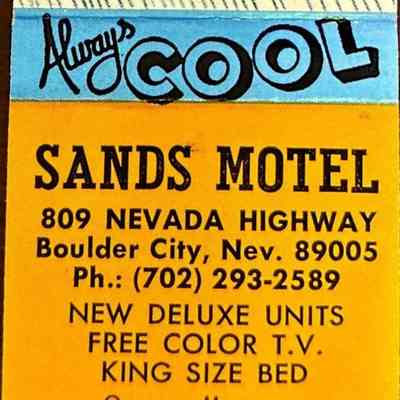 Always COOL
SANDS MOTEL
809 NEVADA HIGHWAY
Boulder City, Nev. 89005
Ph.: (702) 293-2589
NEW DELUXE UNITS
FREE COLOR T.V.
KING SIZE BED